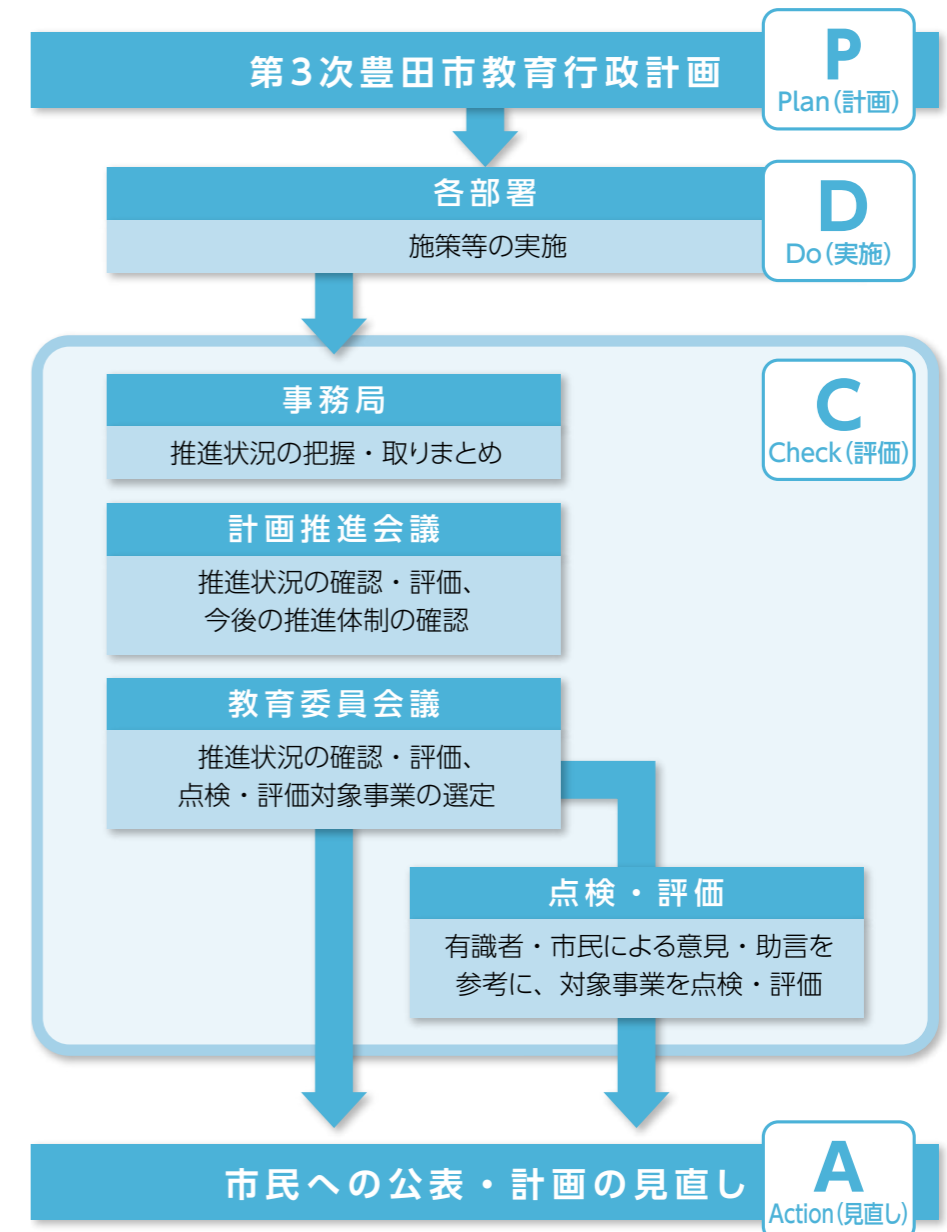 第3次豊田市教育行政計画
P
Plan(計画)
各部署
施策等の実施
D
Do(実施)
事務局
推進状況の把握・取りまとめ
C
Check(評価)
計画推進会議
推進状況の確認・評価、
今後の推進体制の確認
教育委員会議
推進状況の確認・評価、
点検・評価対象事業の選定
点検・評価
有識者・市民による意見・助言を
参考に、対象事業を点検・評価
市民への公表・計画の見直し
A
Action(見直し)